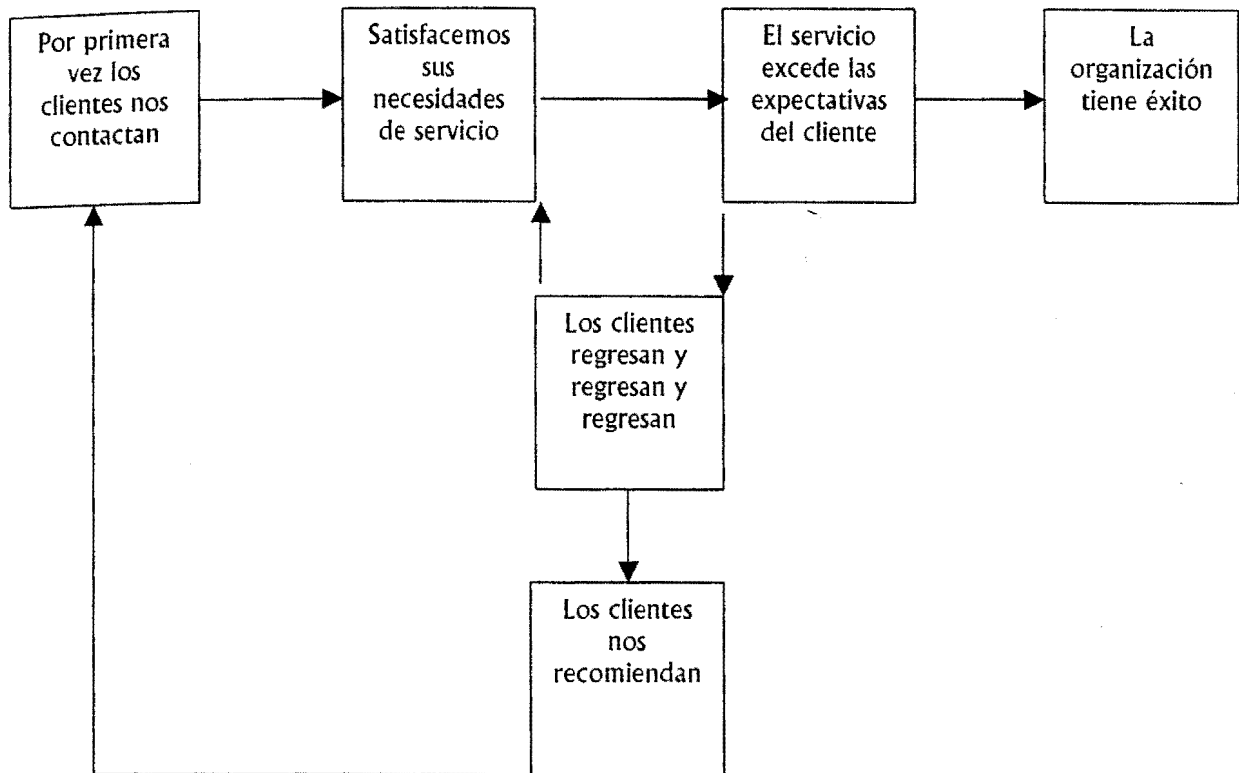 Por primera
vez los
clientes nos
contactan
Satisfacemos
sus
necesidades
de servicio
El servicio
excede las
expectativas
del cliente
La
organización
tiene éxito
Los clientes
regresan y
regresan y
regresan
Los clientes
nos
recomiendan